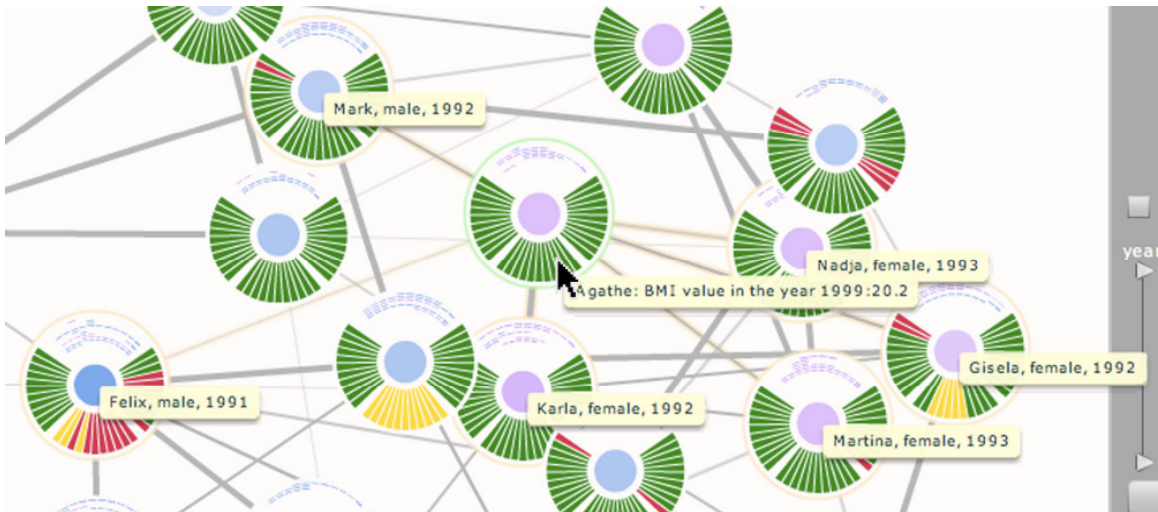 Mark, male, 1992
year
Nadja, female, 1993
Agathe: BMI value in the year 1999:20.2
Gisela, female, 1992
Felix, male, 1991
Karla, female, 1992
Martina, female, 1993